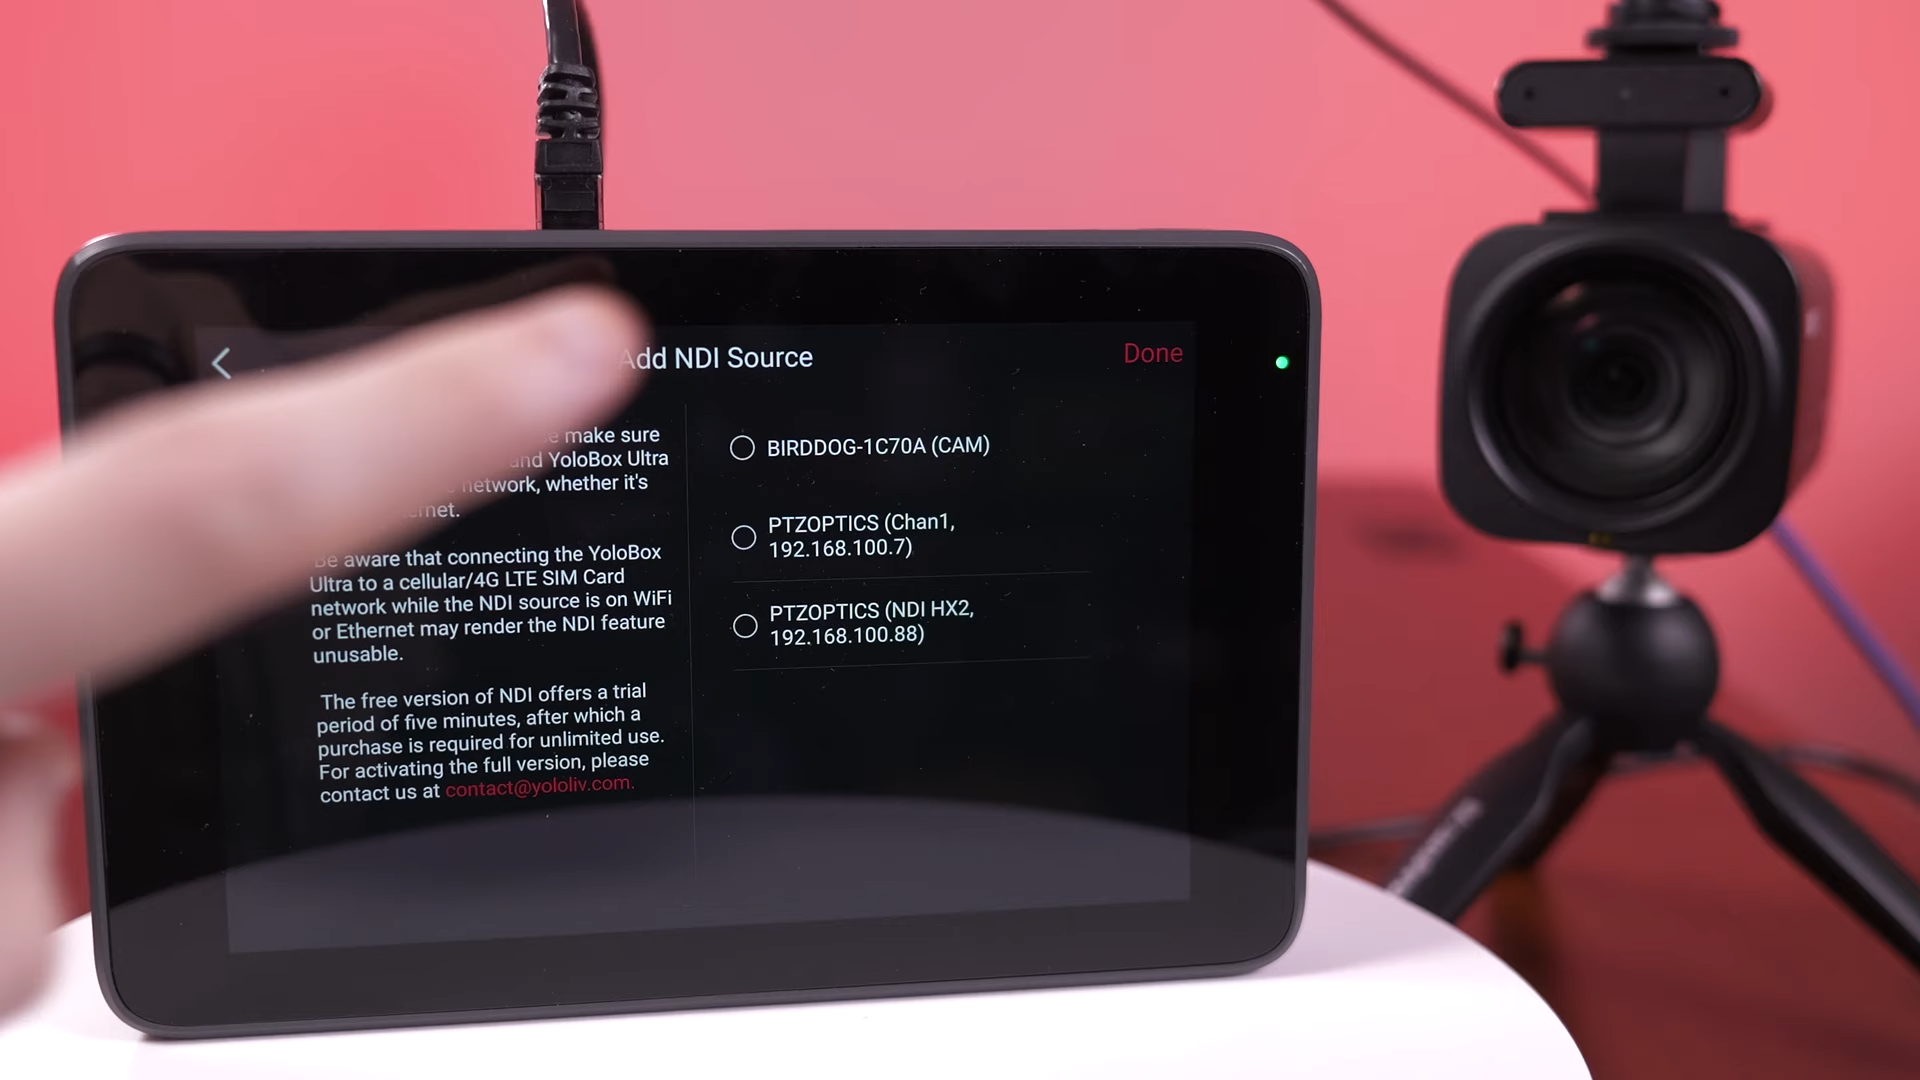 Add NDI Source
Done
make sure
and YoloBox Ultra
network, whether it's
Be aware that connecting the YoloBox
Ultra to a cellular/4G LTE SIM Card
network while the NDI source is on WiFi
or Ethernet may render the NDI feature
unusable.
The free version of NDI offers a trial
period of five minutes, after which a
purchase is required for unlimited use.
For activating the full version, please
contact us at contact@yololiv.com.
BIRDDOG-1C70A (CAM)
PTZOPTICS (Chan1,
192.168.100.7)
PTZOPTICS (NDI HX2,
192.168.100.88)